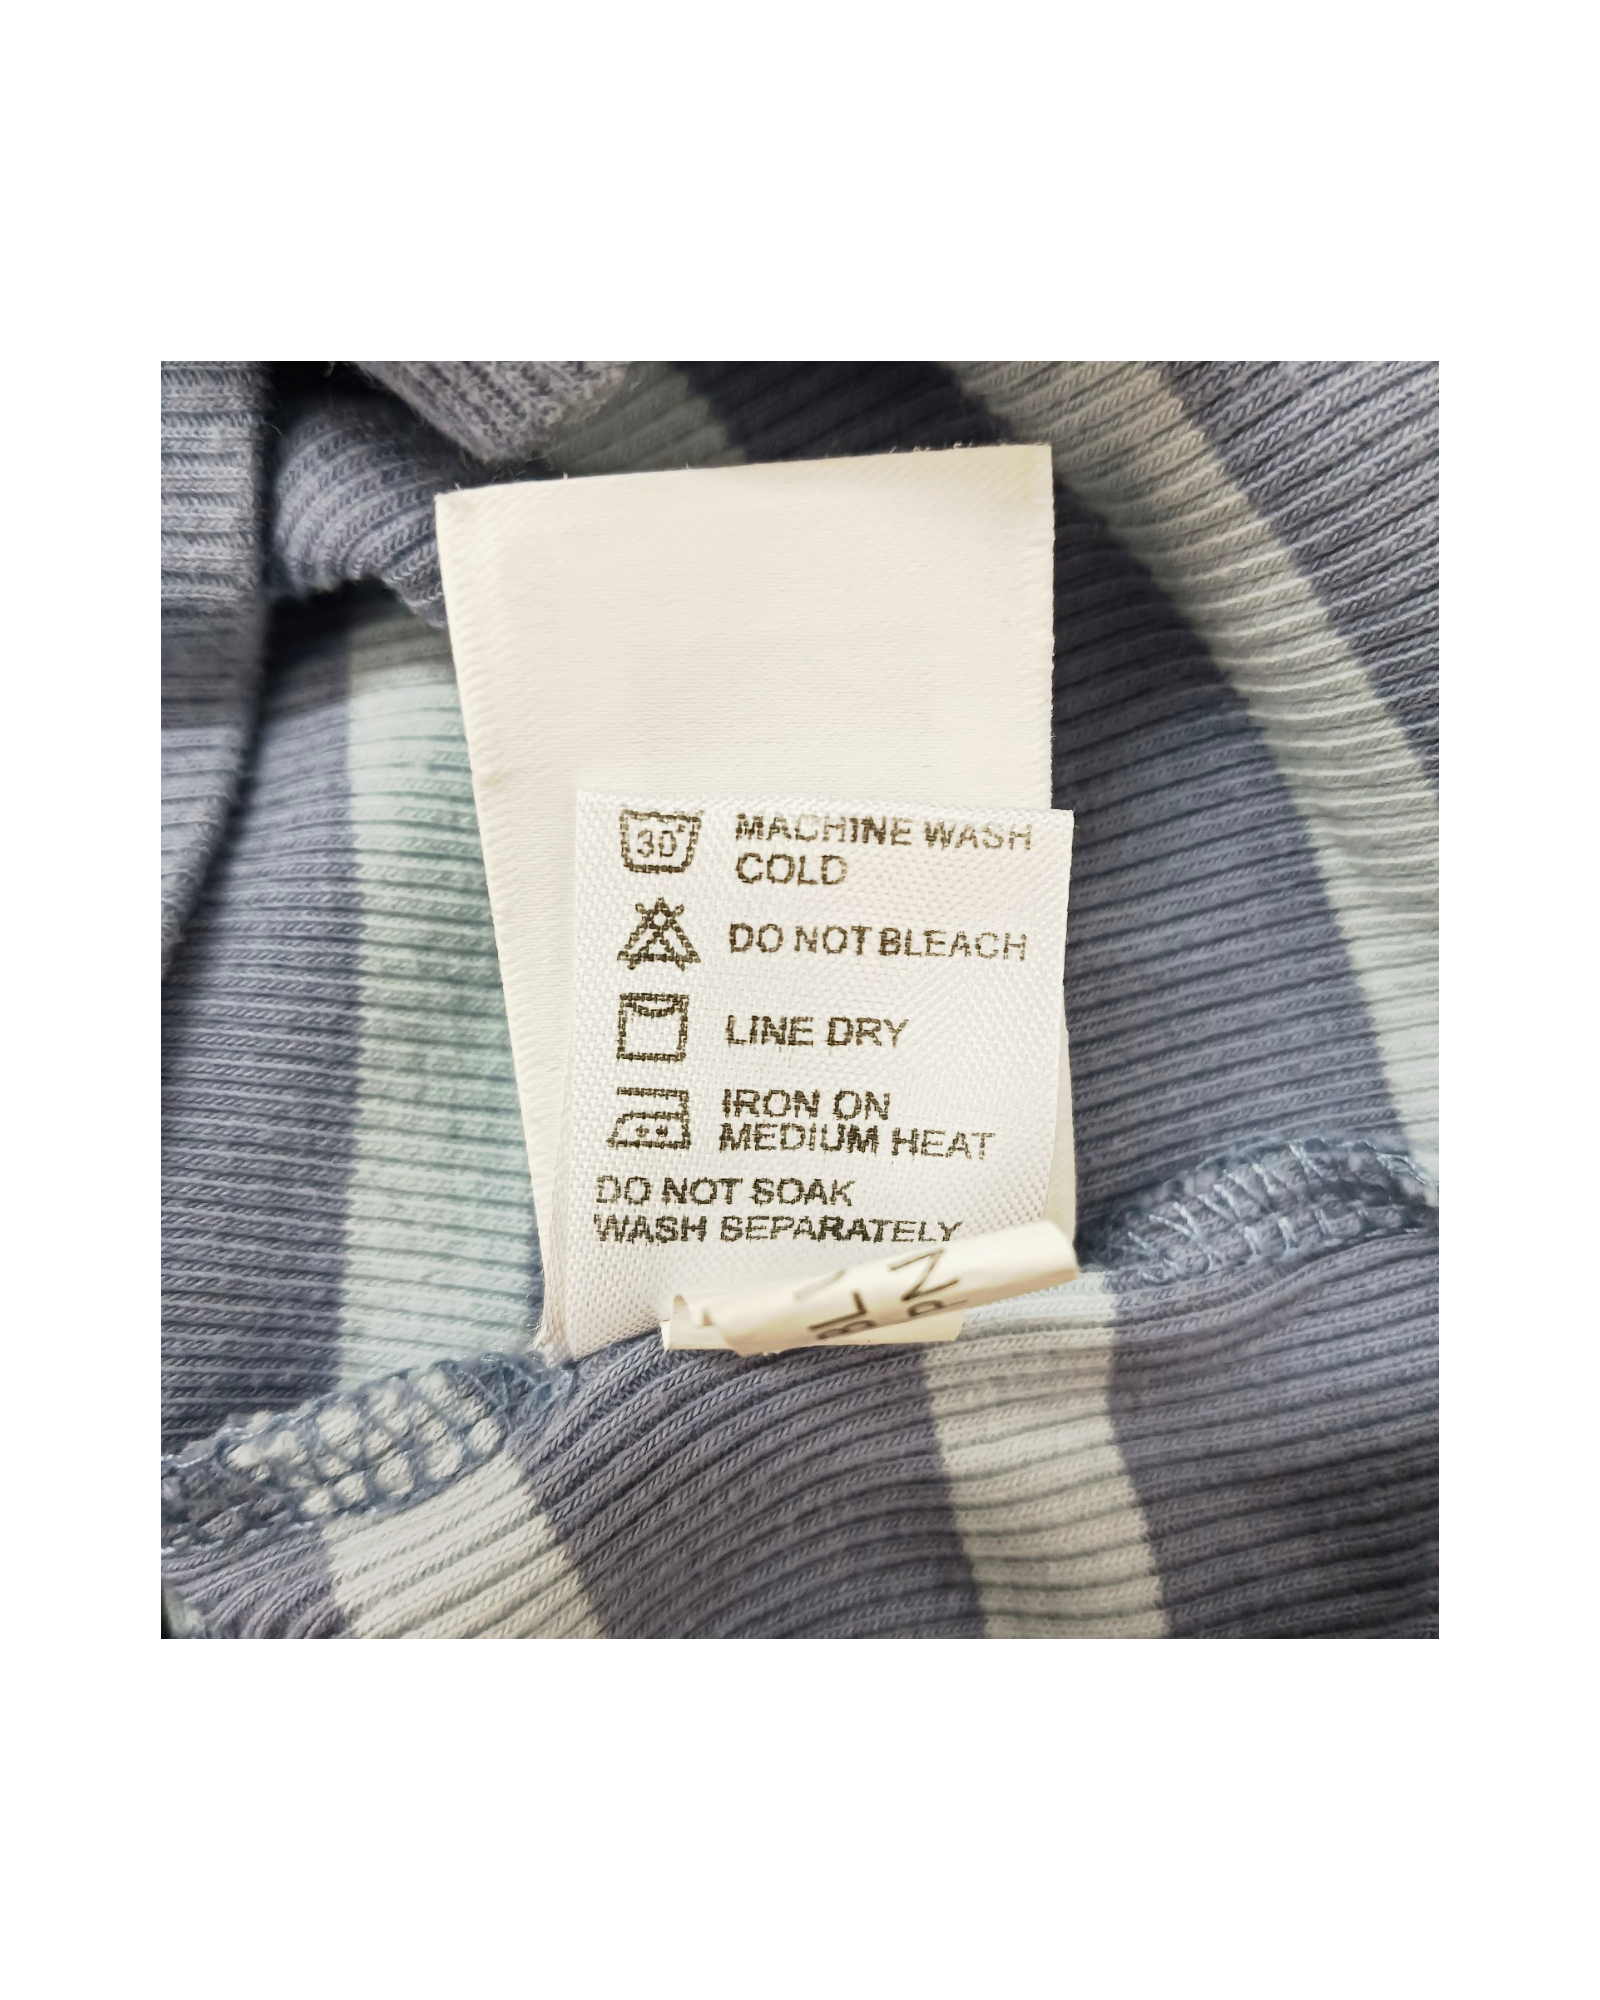 30° MACHINE WASH
COLD
DO NOT BLEACH
LINE DRY
IRON ON
MEDIUM HEAT
DO NOT SOAK
WASH SEPARATELY